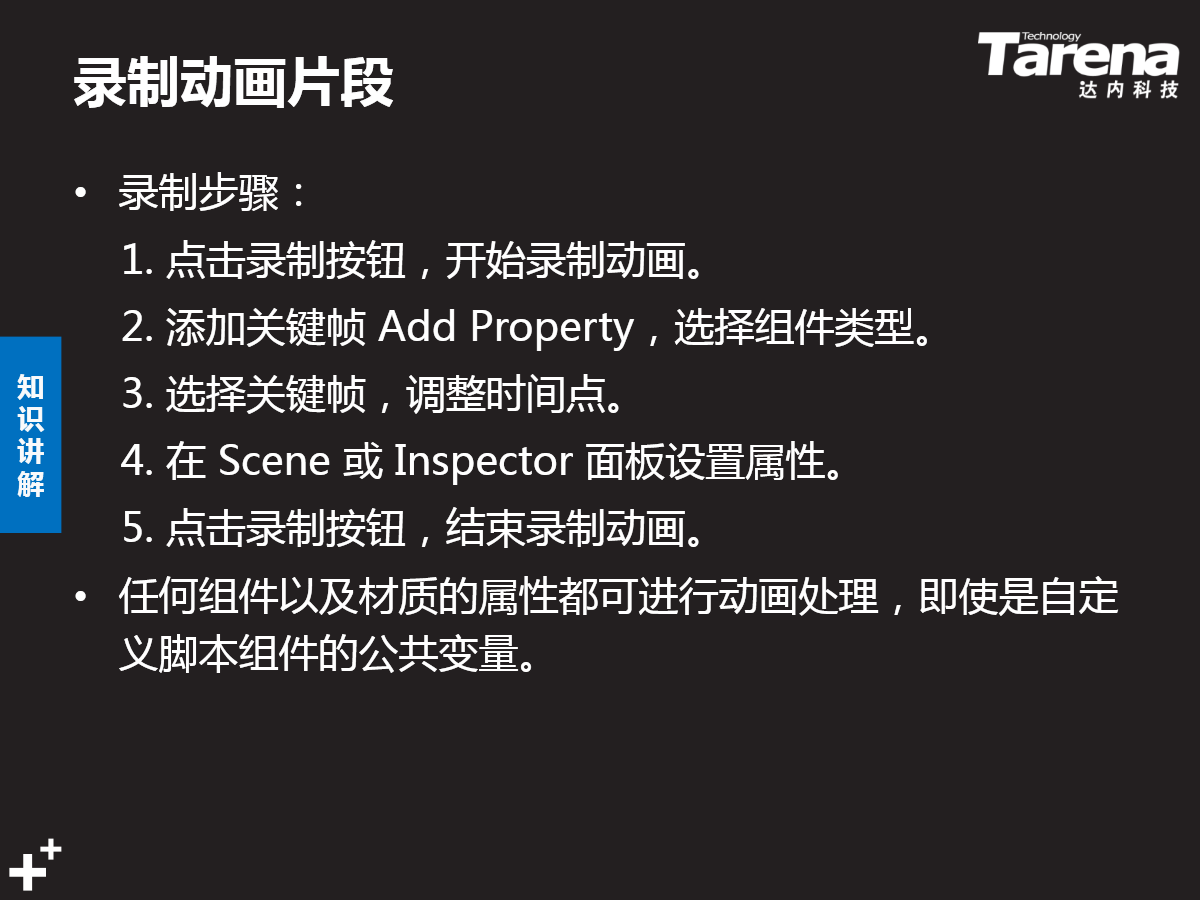 录制动画片段
Technology
Tarena
达内科技
• 录制步骤：
1. 点击录制按钮，开始录制动画。
2. 添加关键帧 Add Property，选择组件类型。
3. 选择关键帧，调整时间点。
4. 在 Scene 或 Inspector 面板设置属性。
5. 点击录制按钮，结束录制动画。
• 任何组件以及材质的属性都可进行动画处理，即使是自定
义脚本组件的公共变量。
知
识
讲
解